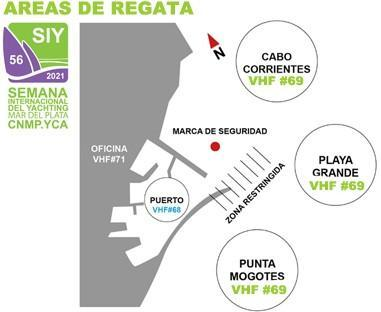 AREAS DE REGATA
SIY
56
2021
SEMANA
INTERNACIONAL
DEL YACHTING
MAR DEL PLATA
CNMP.YCA
N
CABO
CORRIENTES
VHF #69
MARCA DE SEGURIDAD
OFICINA
VHF#71
PLAYA
GRANDE
VHF #69
PUERTO
VHF#68
ZONA RESTRINGIDA
PUNTA
MOGOTES
VHF #69